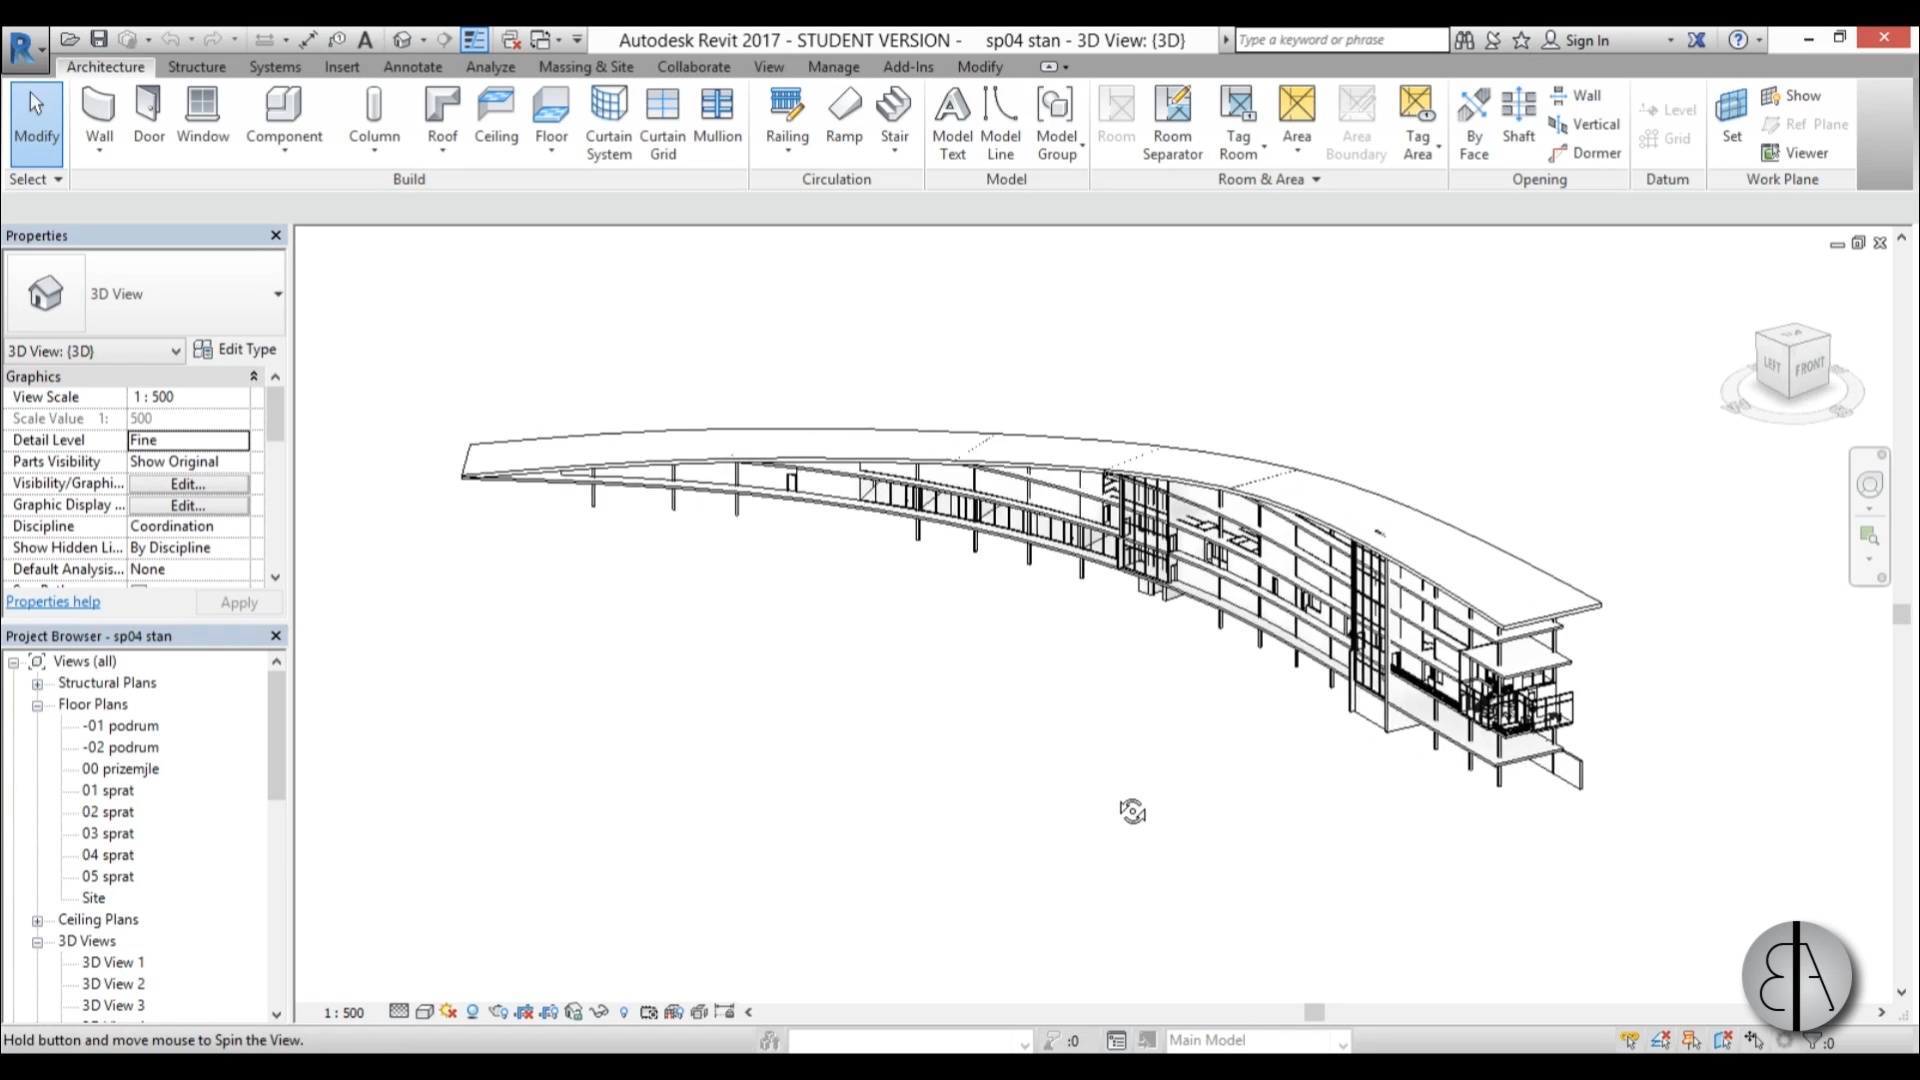 Autodesk Revit 2017 - STUDENT VERSION - sp04 stan - 3D View: {3D}
Type a keyword or phrase
Sign In
Architecture Structure Systems Insert Annotate Analyze Massing & Site Collaborate View Manage Add-Ins Modify
Modify
Wall
Door
Window
Component
Column
Roof
Ceiling
Floor
Curtain System
Curtain Grid
Mullion
Railing
Ramp
Stair
Model Text
Model Line
Model Group
Room
Room Separator
Tag Room
Area
Area Boundary
Tag Area
By Face
Shaft
Wall
Vertical
Dormer
Level
Grid
Set
Show
Ref Plane
Viewer
Select
Build
Circulation
Model
Room & Area
Opening
Datum
Work Plane
Properties
3D View
3D View: {3D}
Edit Type
Graphics
View Scale 1 : 500
Scale Value 1: 500
Detail Level Fine
Parts Visibility Show Original
Visibility/Graphi... Edit...
Graphic Display ... Edit...
Discipline Coordination
Show Hidden Li... By Discipline
Default Analysis... None
Properties help
Apply
Project Browser - sp04 stan
Views (all)
Structural Plans
Floor Plans
-01 podrum
-02 podrum
00 prizemlje
01 sprat
02 sprat
03 sprat
04 sprat
05 sprat
Site
Ceiling Plans
3D Views
3D View 1
3D View 2
3D View 3
LEFT
FRONT
1 : 500
Hold button and move mouse to Spin the View.
:0
Main Model
:0